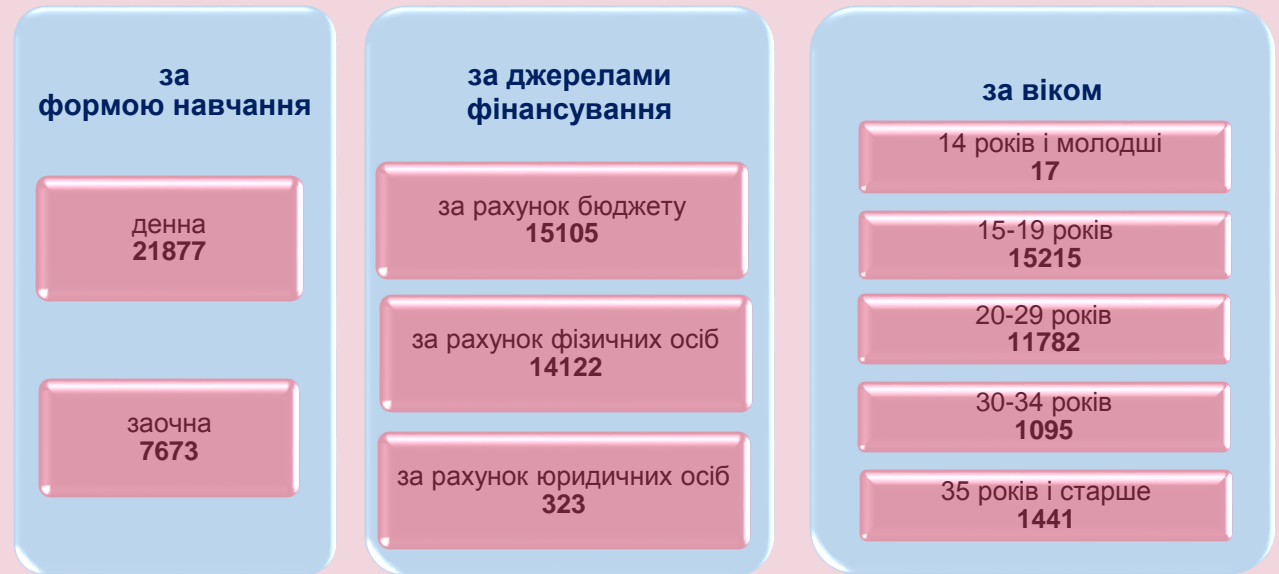 за
формою навчання
денна
21877
заочна
7673
за джерелами
фінансування
за рахунок бюджету
15105
за рахунок фізичних осіб
14122
за рахунок юридичних осіб
323
за віком
14 років і молодші
17
15-19 років
15215
20-29 років
11782
30-34 років
1095
35 років і старше
1441